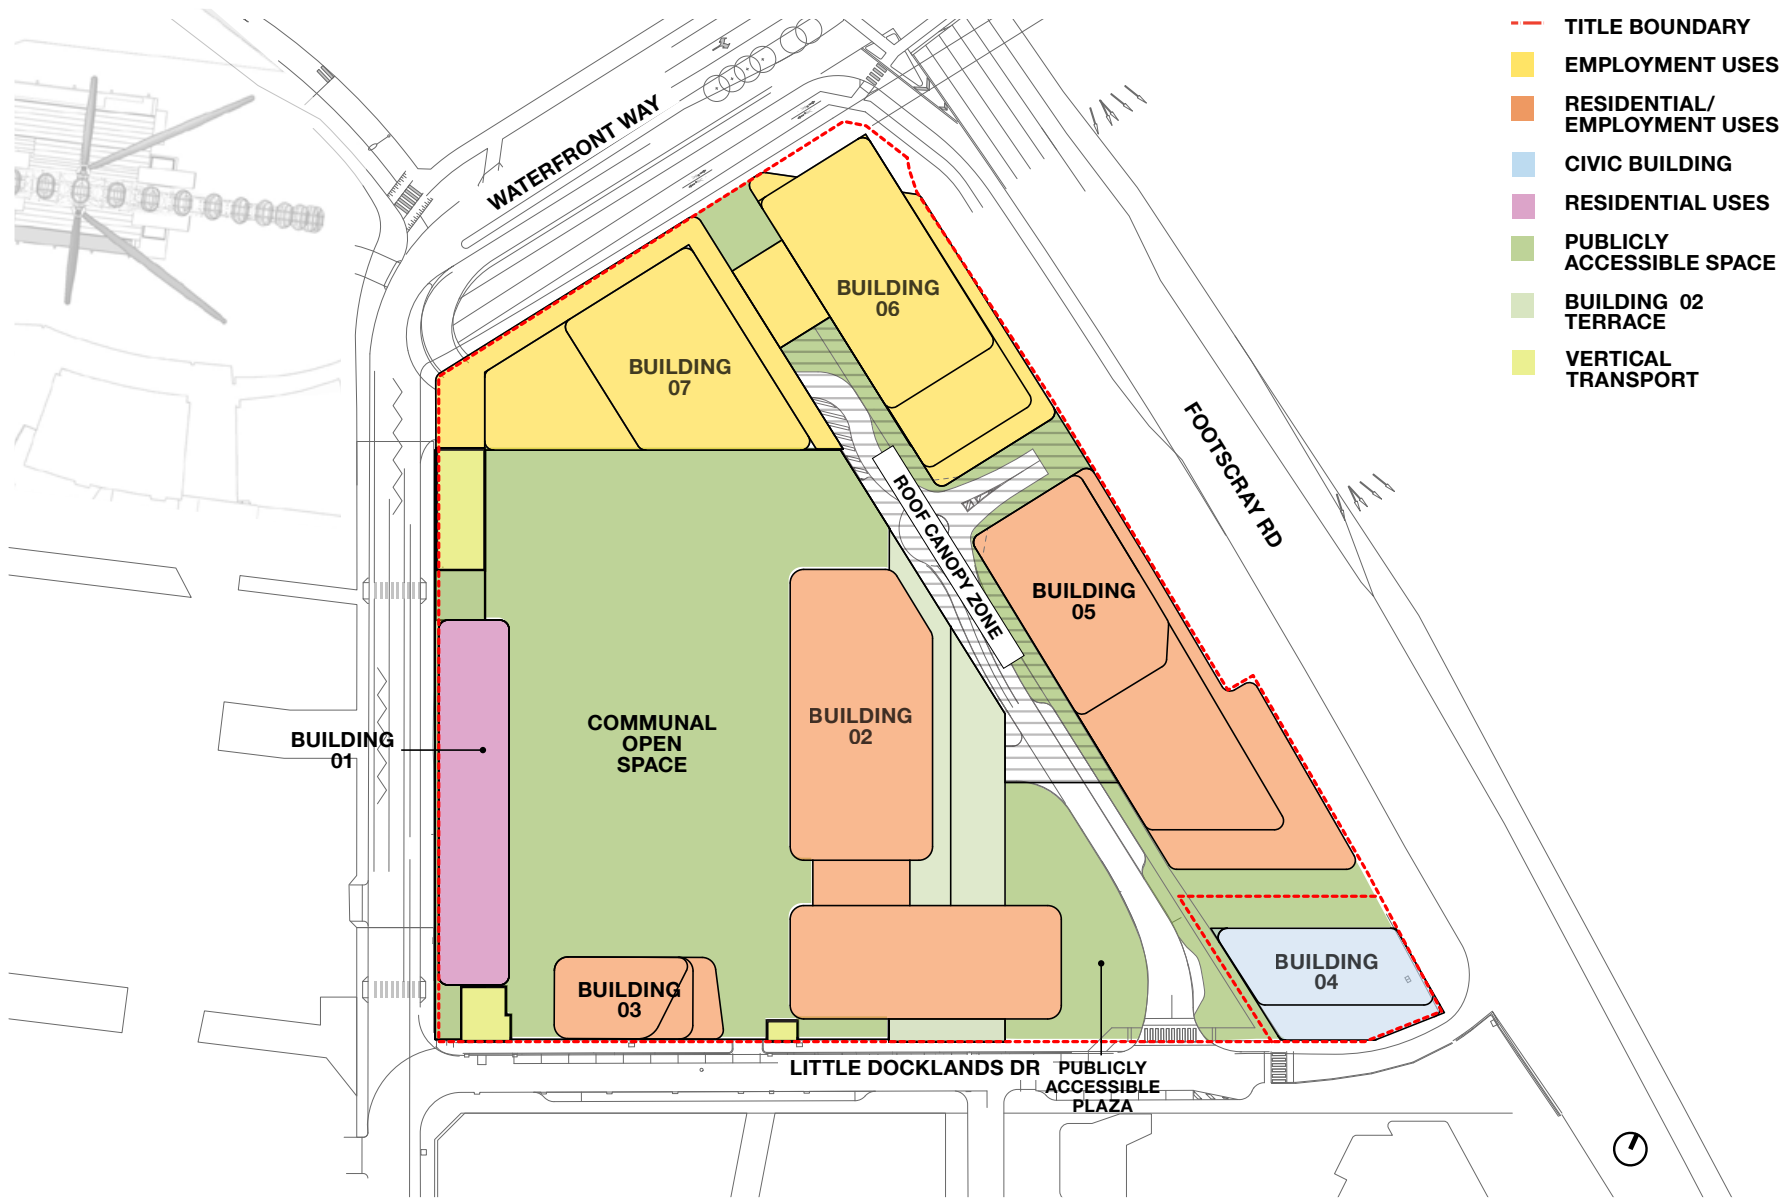 TITLE BOUNDARY
EMPLOYMENT USES
RESIDENTIAL/
EMPLOYMENT USES
CIVIC BUILDING
RESIDENTIAL USES
PUBLICLY
ACCESSIBLE SPACE
BUILDING 02
TERRACE
VERTICAL
TRANSPORT
WATERFRONT WAY
BUILDING
06
BUILDING
07
FOOTSCRAY RD
ROOF CANOPY ZONE
BUILDING
05
BUILDING
01
COMMUNAL
OPEN
SPACE
BUILDING
02
BUILDING
03
BUILDING
04
LITTLE DOCKLANDS DR
PUBLICLY
ACCESSIBLE
PLAZA